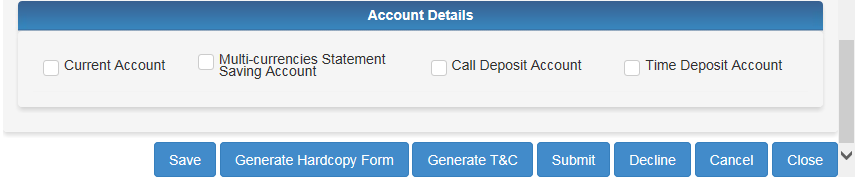 Account Details
Current Account
Multi-currencies Statement
Saving Account
Call Deposit Account
Time Deposit Account
Save
Generate Hardcopy Form
Generate T&C
Submit
Decline
Cancel
Close